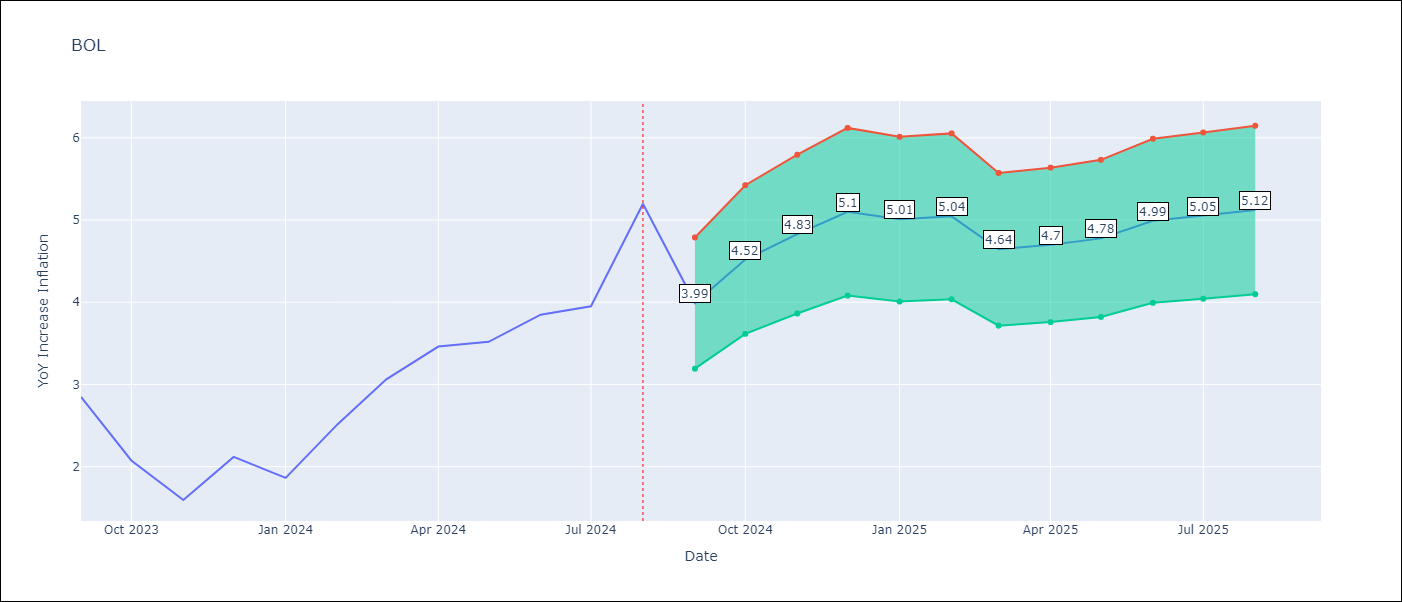 BOL
YoY Increase Inflation
6
5
4
3
2
3.99
4.52
4.83
5.1
5.01
5.04
4.64
4.7
4.78
4.99
5.05
5.12
Oct 2023
Jan 2024
Apr 2024
Jul 2024
Oct 2024
Jan 2025
Apr 2025
Jul 2025
Date